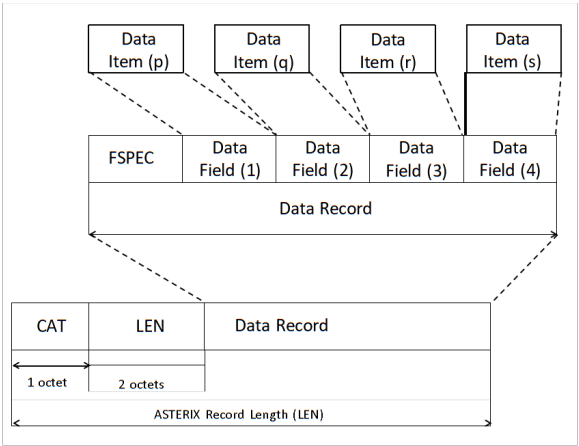 Data
Item (p)
Data
Item (q)
Data
Item (r)
Data
Item (s)
FSPEC
Data
Field (1)
Data
Field (2)
Data
Field (3)
Data
Field (4)
Data Record
CAT
LEN
Data Record
1 octet
2 octets
ASTERIX Record Length (LEN)